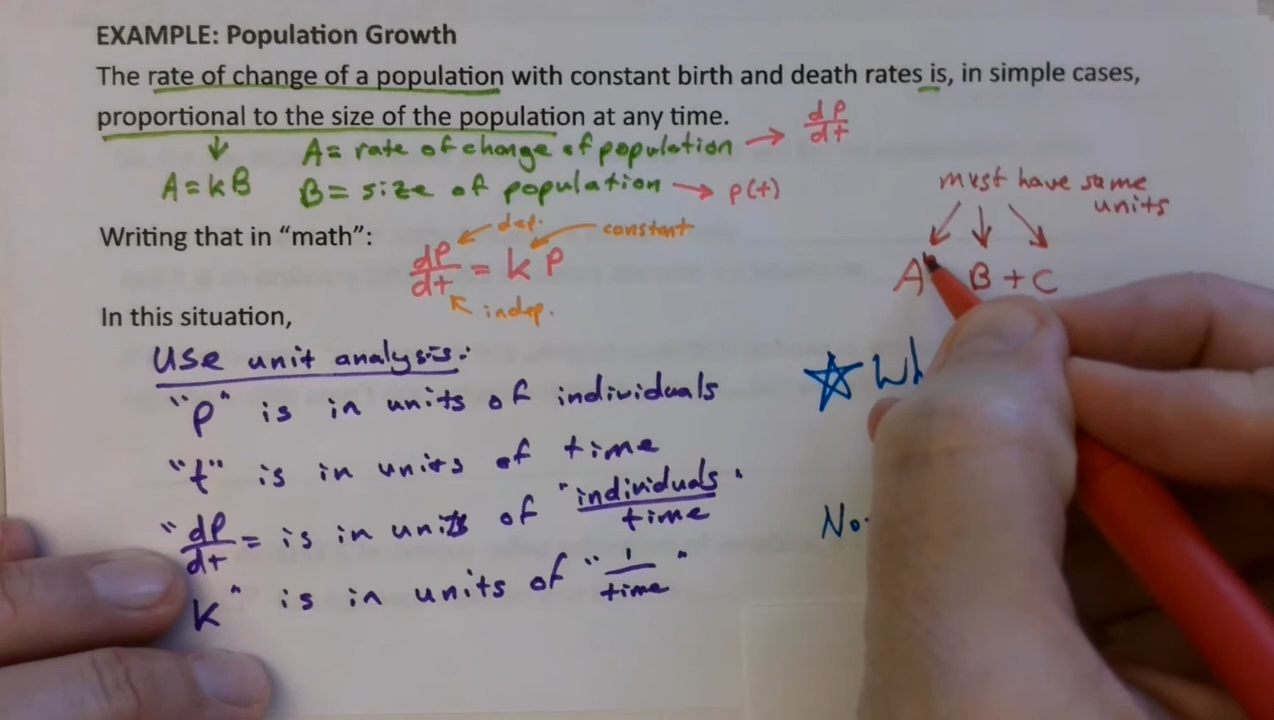 EXAMPLE: Population Growth
The rate of change of a population with constant birth and death rates is, in simple cases,
proportional to the size of the population at any time.
A = rate of change of population → dP/dt
A = kB
B = size of population → P(t)
must have same
units
Writing that in "math":
dep.
constant
dP/dt = k P
indep.
A B + C
In this situation,
Use unit analysis:
"P" is in units of individuals
"t" is in units of time
"dP/dt = is in units of "individuals/time"
k" is in units of "1/time"